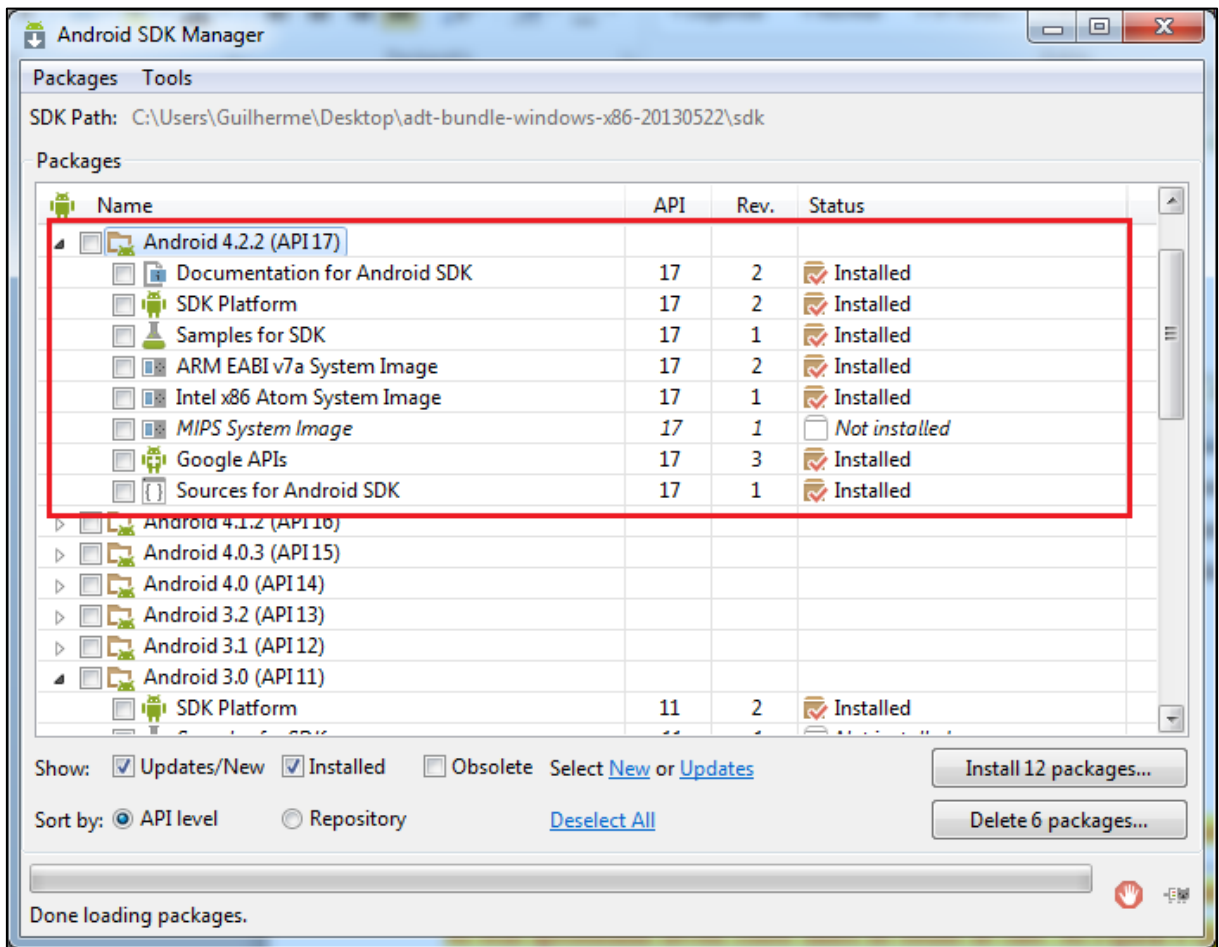 Android SDK Manager
Packages Tools
SDK Path: C:\Users\Guilherme\Desktop\adt-bundle-windows-x86-20130522\sdk
Packages
Name API Rev. Status
Android 4.2.2 (API 17)
Documentation for Android SDK 17 2 Installed
SDK Platform 17 2 Installed
Samples for SDK 17 1 Installed
ARM EABI v7a System Image 17 2 Installed
Intel x86 Atom System Image 17 1 Installed
MIPS System Image 17 1 Not installed
Google APIs 17 3 Installed
Sources for Android SDK 17 1 Installed
Android 4.1.2 (API 16)
Android 4.0.3 (API 15)
Android 4.0 (API 14)
Android 3.2 (API 13)
Android 3.1 (API 12)
Android 3.0 (API 11)
SDK Platform 11 2 Installed
Show: Updates/New Installed Obsolete Select New or Updates Install 12 packages...
Sort by: API level Repository Deselect All Delete 6 packages...
Done loading packages.